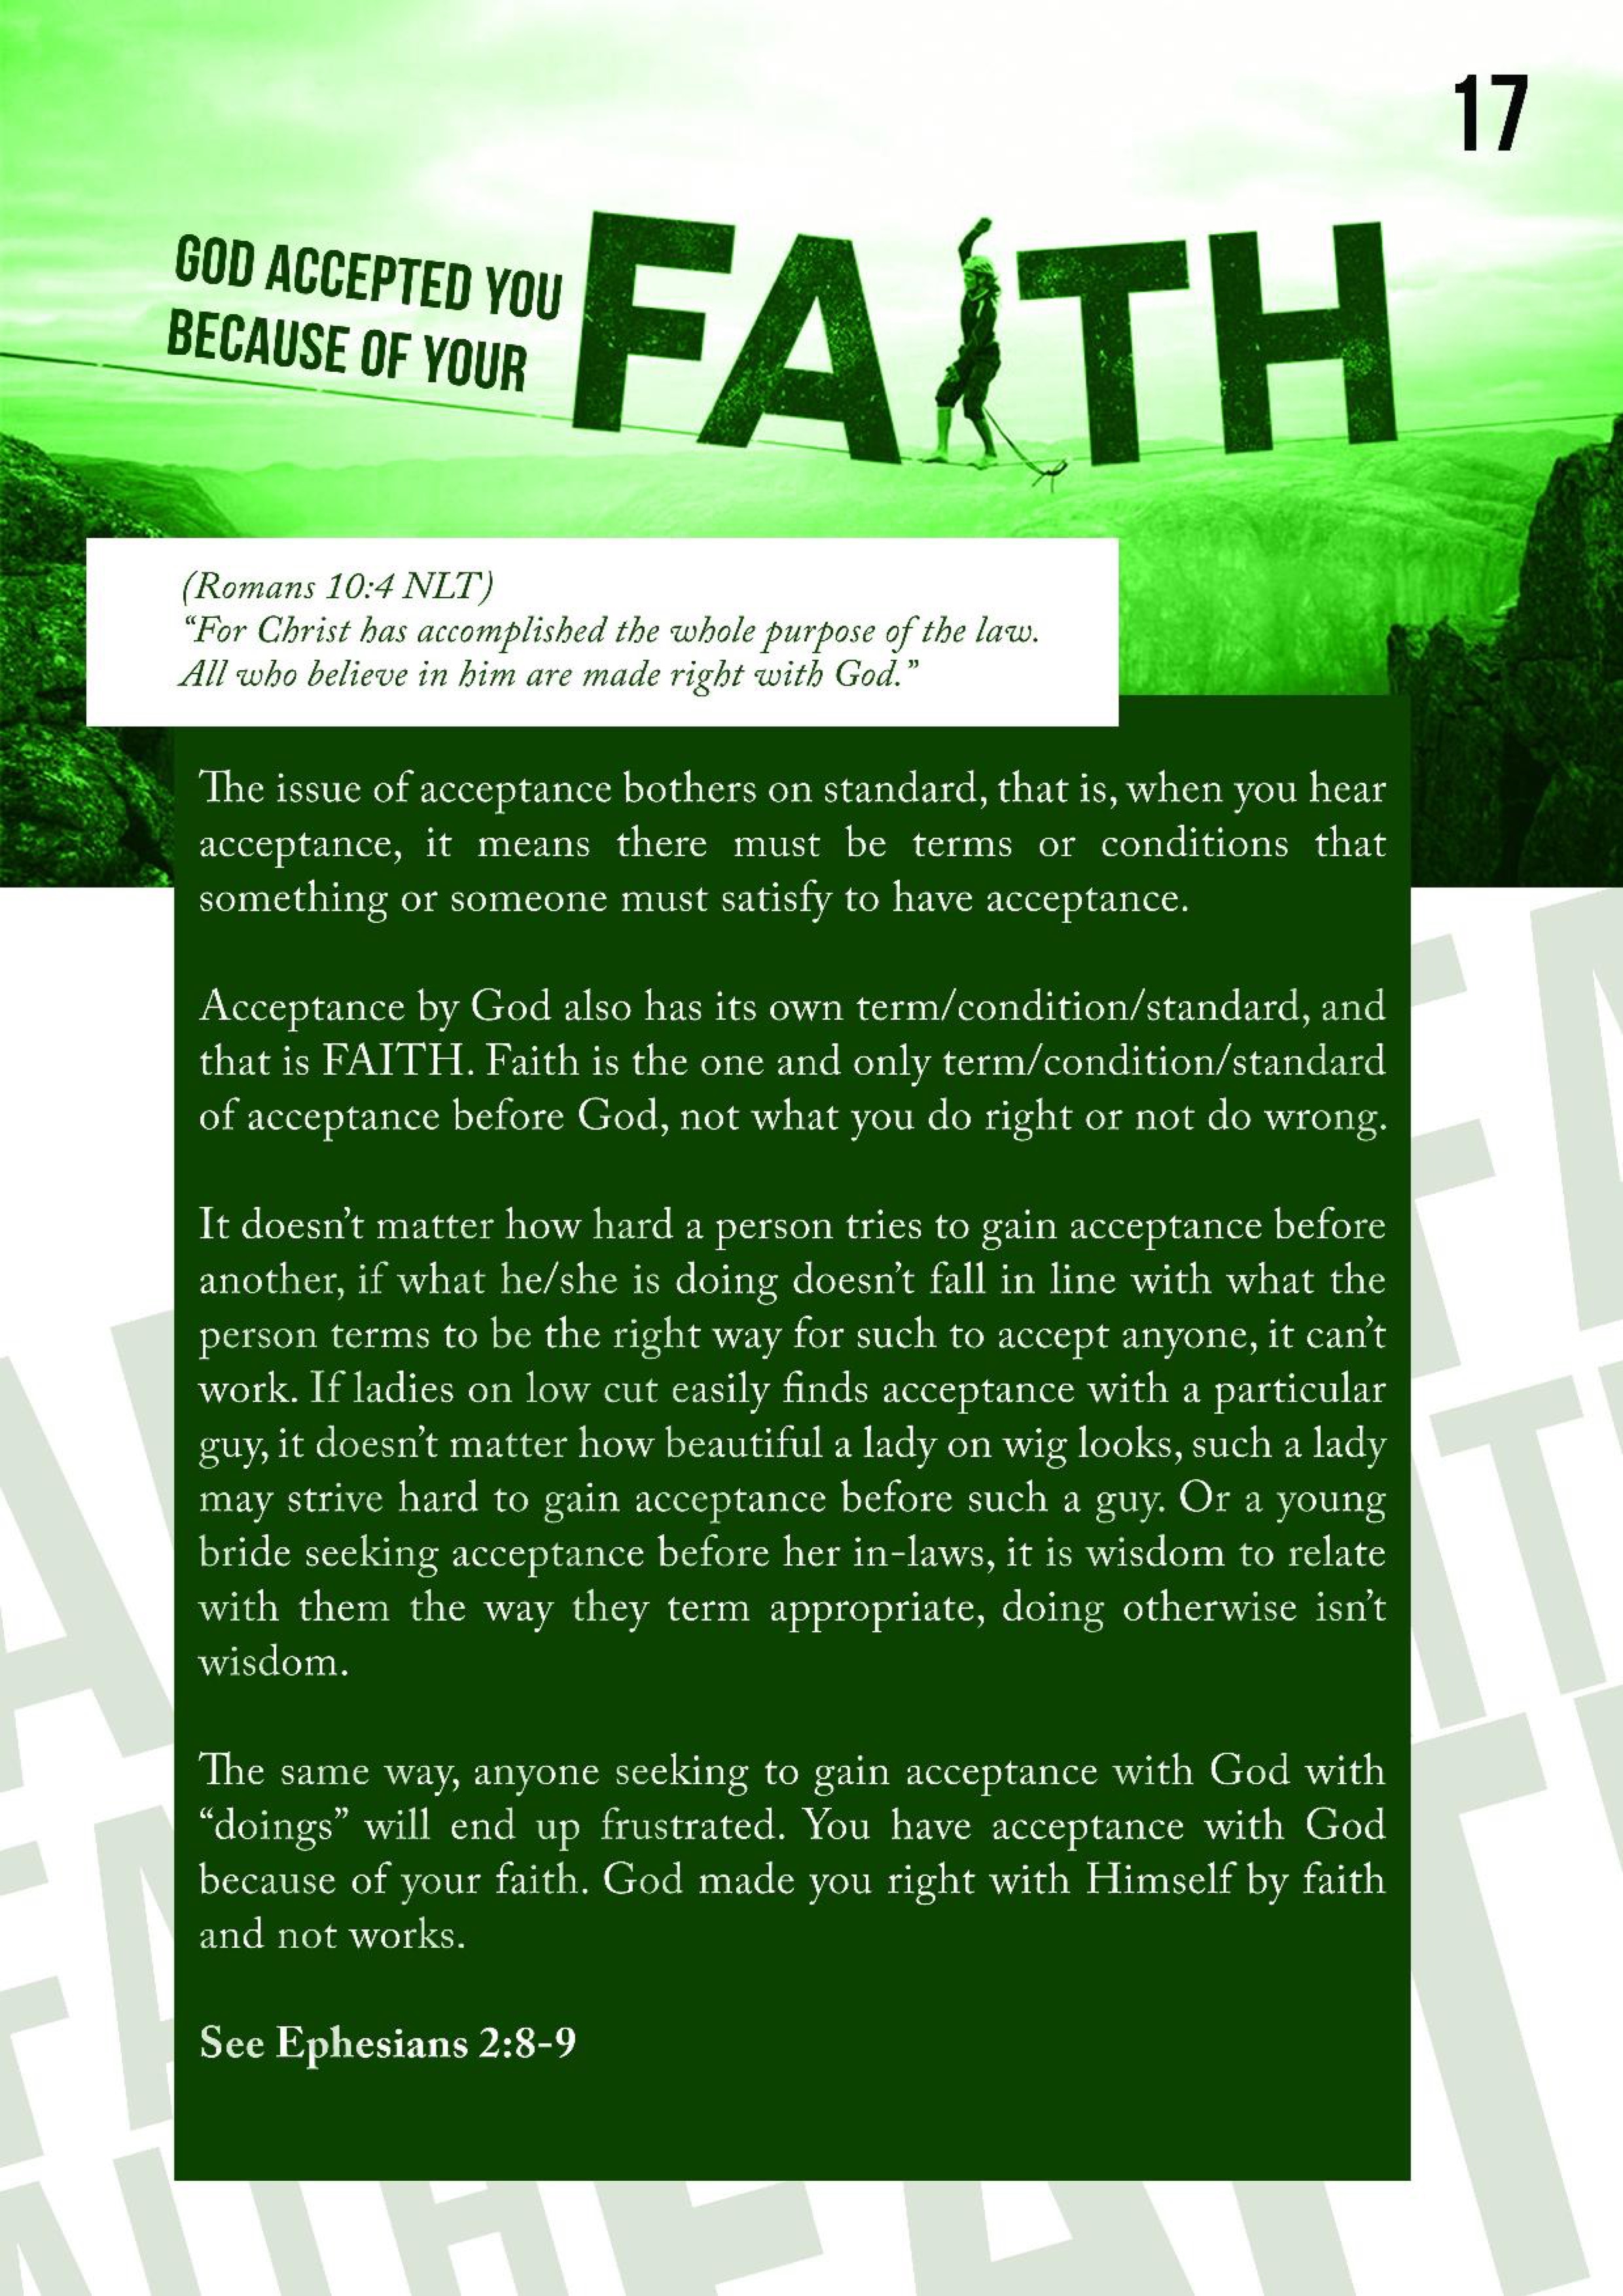 17
GOD ACCEPTED YOU
BECAUSE OF YOUR
FAITH
(Romans 10:4 NLT)
“For Christ has accomplished the whole purpose of the law.
All who believe in him are made right with God.”
The issue of acceptance bothers on standard, that is, when you hear
acceptance, it means there must be terms or conditions that
something or someone must satisfy to have acceptance.
Acceptance by God also has its own term/condition/standard, and
that is FAITH. Faith is the one and only term/condition/standard
of acceptance before God, not what you do right or not do wrong.
It doesn’t matter how hard a person tries to gain acceptance before
another, if what he/she is doing doesn’t fall in line with what the
person terms to be the right way for such to accept anyone, it can’t
work. If ladies on low cut easily finds acceptance with a particular
guy, it doesn’t matter how beautiful a lady on wig looks, such a lady
may strive hard to gain acceptance before such a guy. Or a young
bride seeking acceptance before her in-laws, it is wisdom to relate
with them the way they term appropriate, doing otherwise isn’t
wisdom.
The same way, anyone seeking to gain acceptance with God with
“doings” will end up frustrated. You have acceptance with God
because of your faith. God made you right with Himself by faith
and not works.
See Ephesians 2:8-9